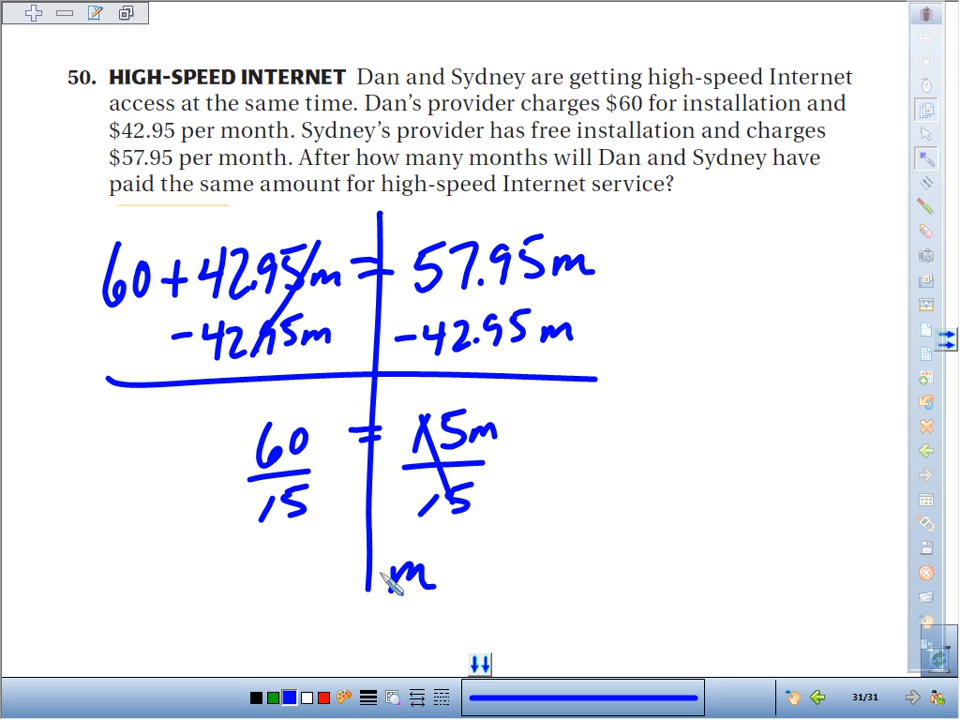 50. HIGH-SPEED INTERNET Dan and Sydney are getting high-speed Internet
access at the same time. Dan's provider charges $60 for installation and
$42.95 per month. Sydney's provider has free installation and charges
$57.95 per month. After how many months will Dan and Sydney have
paid the same amount for high-speed Internet service?
60 + 42.95m = 57.95m
-42.95m -42.95m
60 = 15m
15 15
m
31/31